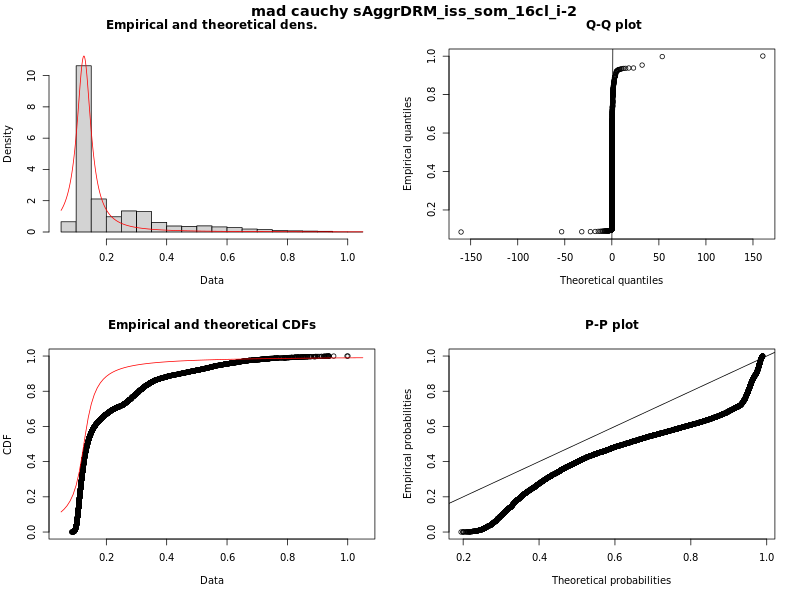 mad cauchy sAggrDRM_iss_som_16cl_i-2
Empirical and theoretical dens.
Density
0 2 4 6 8 10
0.2 0.4 0.6 0.8 1.0
Data
Q-Q plot
Empirical quantiles
0.2 0.4 0.6 0.8 1.0
-150 -100 -50 0 50 100 150
Theoretical quantiles
Empirical and theoretical CDFs
CDF
0.0 0.2 0.4 0.6 0.8 1.0
0.2 0.4 0.6 0.8 1.0
Data
P-P plot
Empirical probabilities
0.0 0.2 0.4 0.6 0.8 1.0
0.2 0.4 0.6 0.8 1.0
Theoretical probabilities